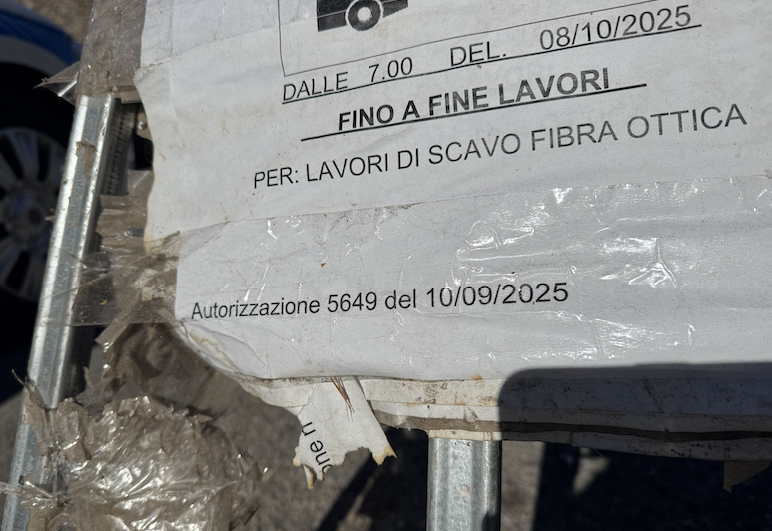 DALLE 7.00 DEL. 08/10/2025
FINO A FINE LAVORI
PER: LAVORI DI SCAVO FIBRA OTTICA
Autorizzazione 5649 del 10/09/2025
one n